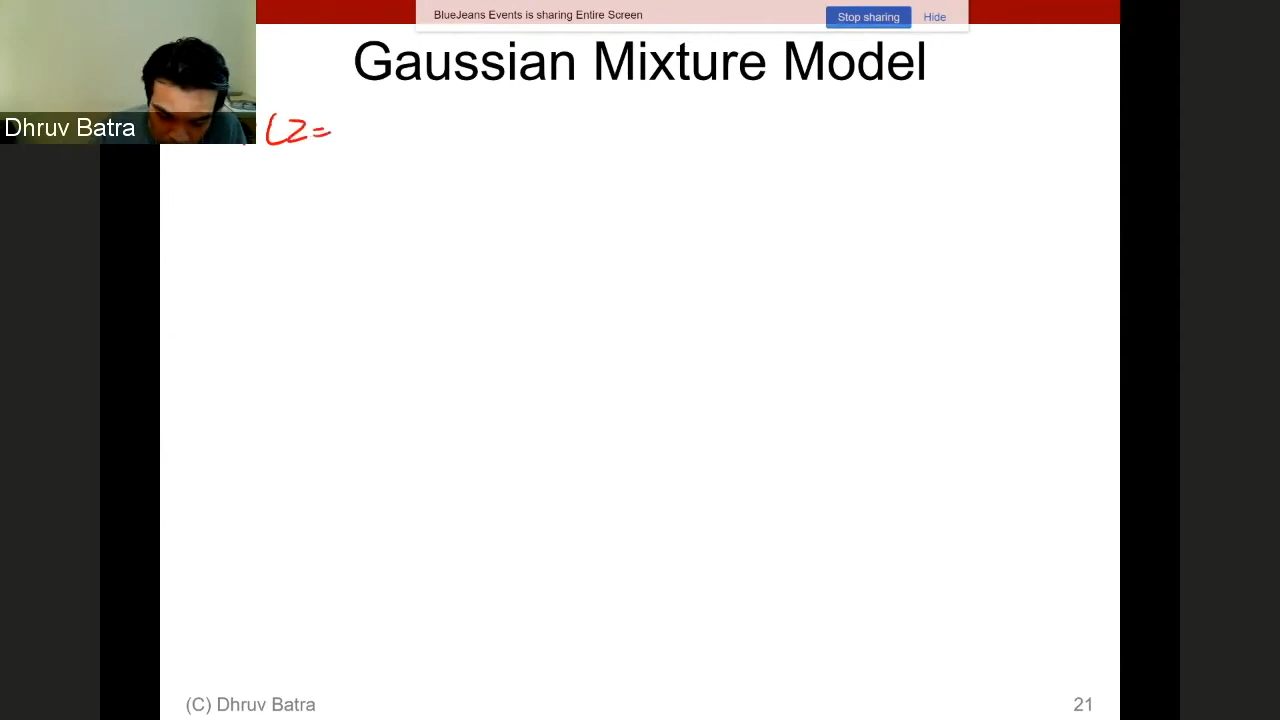 BlueJeans Events is sharing Entire Screen Stop sharing Hide
Gaussian Mixture Model
Dhruv Batra
(z=
(C) Dhruv Batra 21